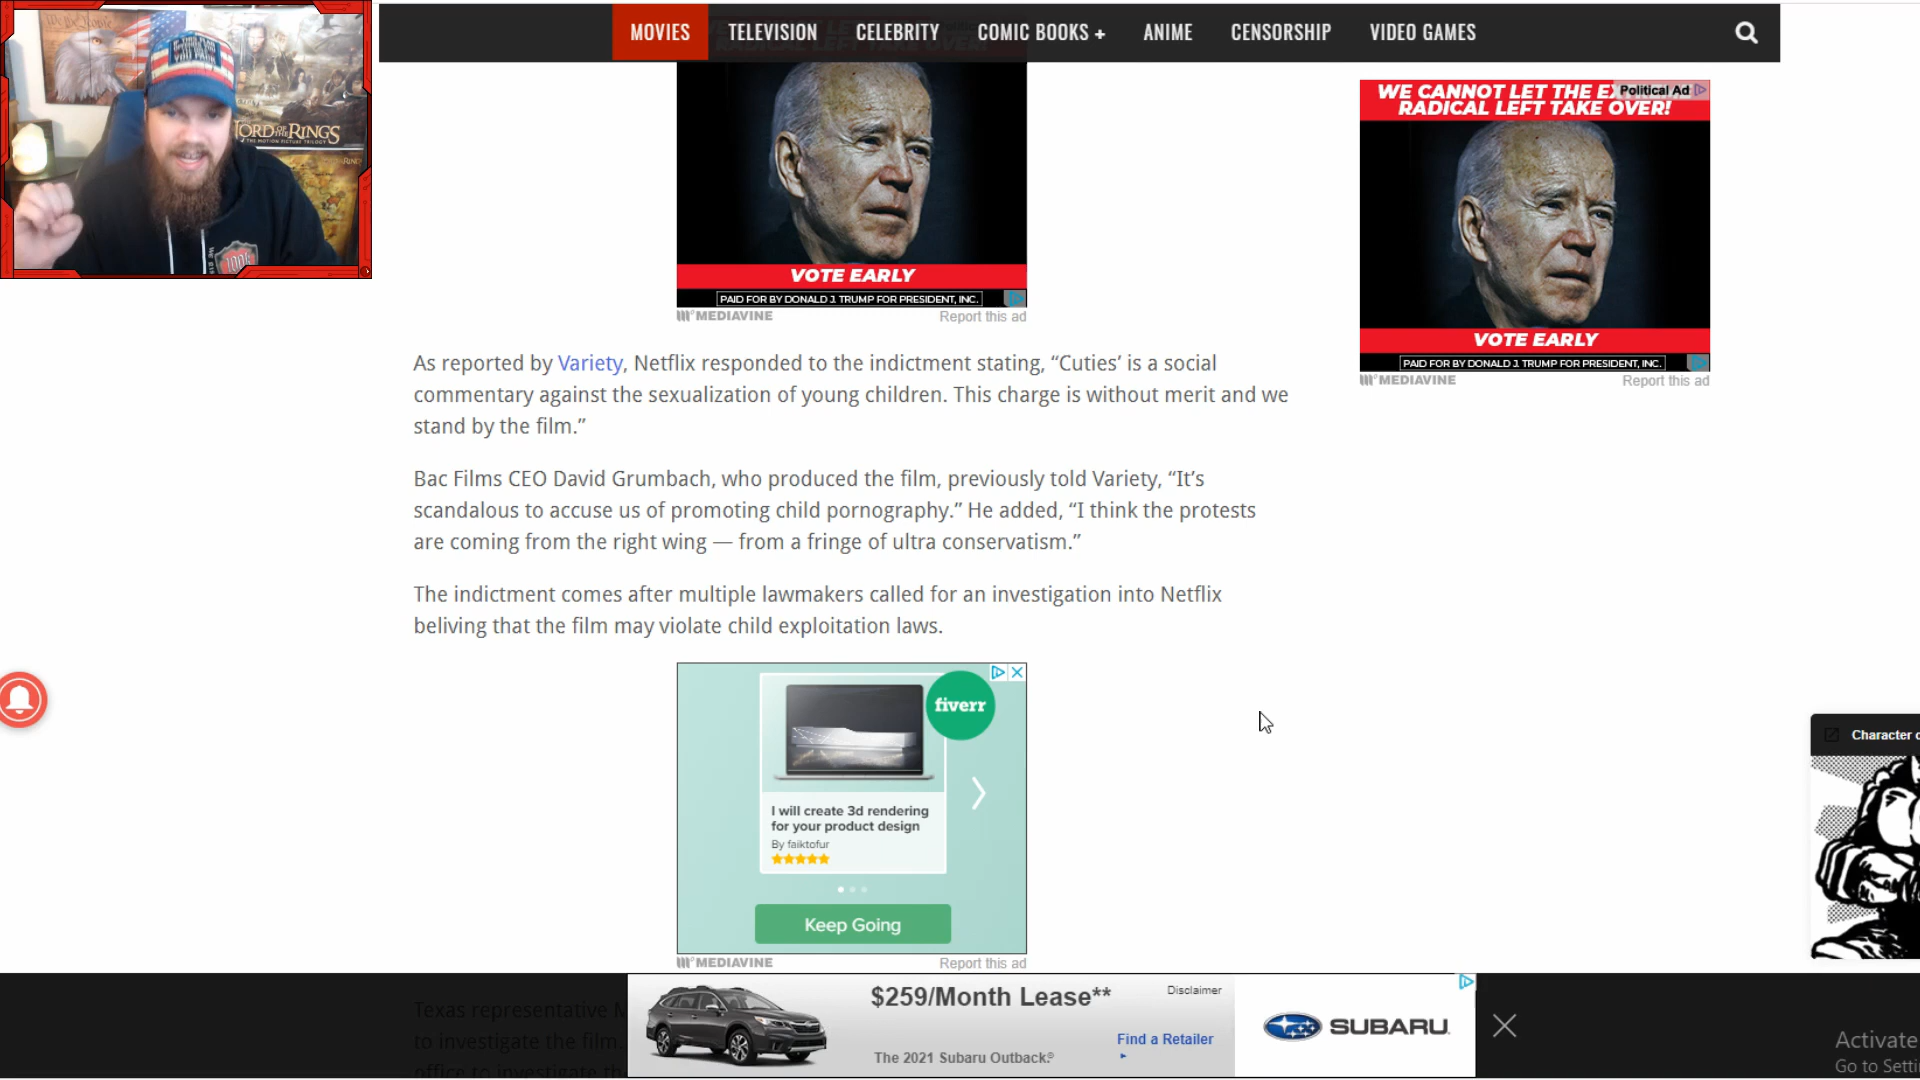 We the People
LORD OF THE RINGS
THE MOTION PICTURE TRILOGY
MOVIES TELEVISION CELEBRITY COMIC BOOKS + ANIME CENSORSHIP VIDEO GAMES
RADICAL LEFT TAKE OVER!
VOTE EARLY
PAID FOR BY DONALD J. TRUMP FOR PRESIDENT, INC.
MEDIAVINE Report this ad
WE CANNOT LET THE Political Ad
RADICAL LEFT TAKE OVER!
VOTE EARLY
PAID FOR BY DONALD J. TRUMP FOR PRESIDENT, INC.
MEDIAVINE Report this ad
As reported by Variety, Netflix responded to the indictment stating, “Cuties’ is a social
commentary against the sexualization of young children. This charge is without merit and we
stand by the film.”
Bac Films CEO David Grumbach, who produced the film, previously told Variety, “It’s
scandalous to accuse us of promoting child pornography.” He added, “I think the protests
are coming from the right wing — from a fringe of ultra conservatism.”
The indictment comes after multiple lawmakers called for an investigation into Netflix
beliving that the film may violate child exploitation laws.
fiverr
I will create 3d rendering
for your product design
By faiktofur
Keep Going
MEDIAVINE Report this ad
Character
Texas representative
to investigate the film.
office to investigate
$259/Month Lease**
Disclaimer
Find a Retailer
The 2021 Subaru Outback®
SUBARU
Activate
Go to Setti